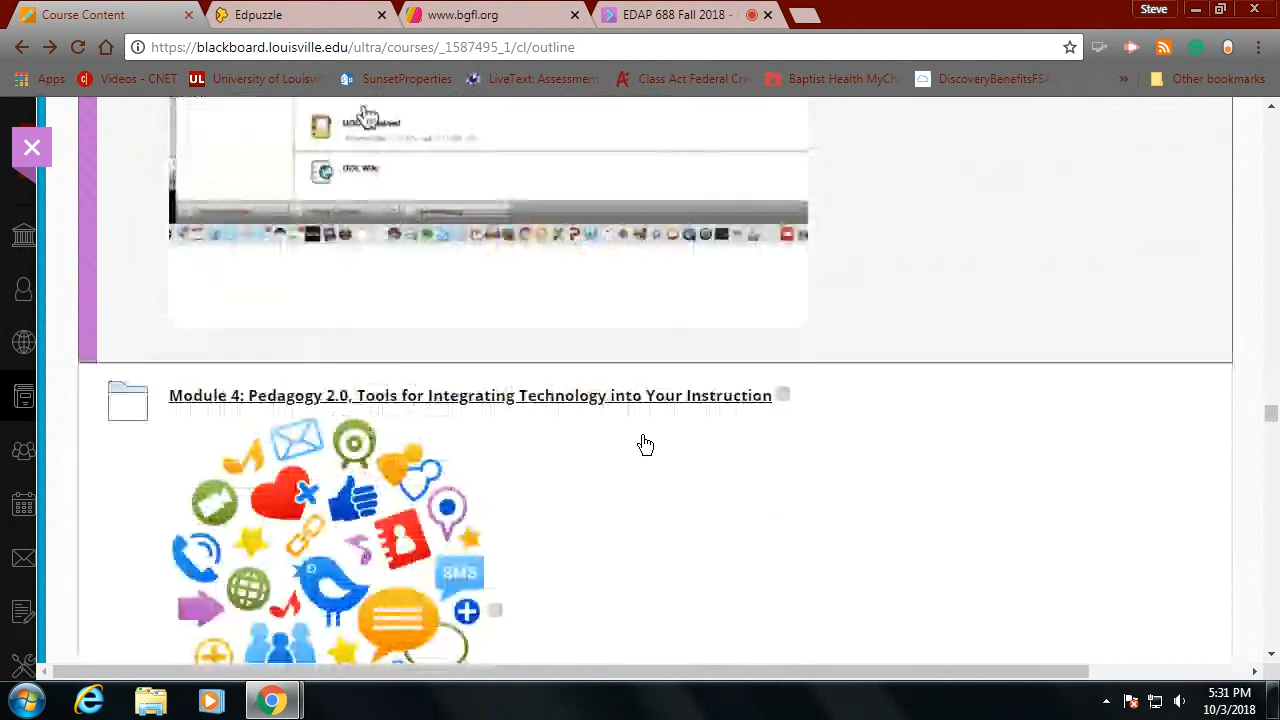 Course Content
Edpuzzle
www.bgfl.org
EDAP 688 Fall 2018 -
Steve
https://blackboard.louisville.edu/ultra/courses/_1587495_1/cl/outline
Apps
Videos - CNET
University of Louisvil
SunsetProperties
LiveText: Assessment
Class Act Federal Cre
Baptist Health MyCh
DiscoveryBenefitsFSA
»
Other bookmarks
Module 4: Pedagogy 2.0, Tools for Integrating Technology into Your Instruction
SMS
5:31 PM
10/3/2018